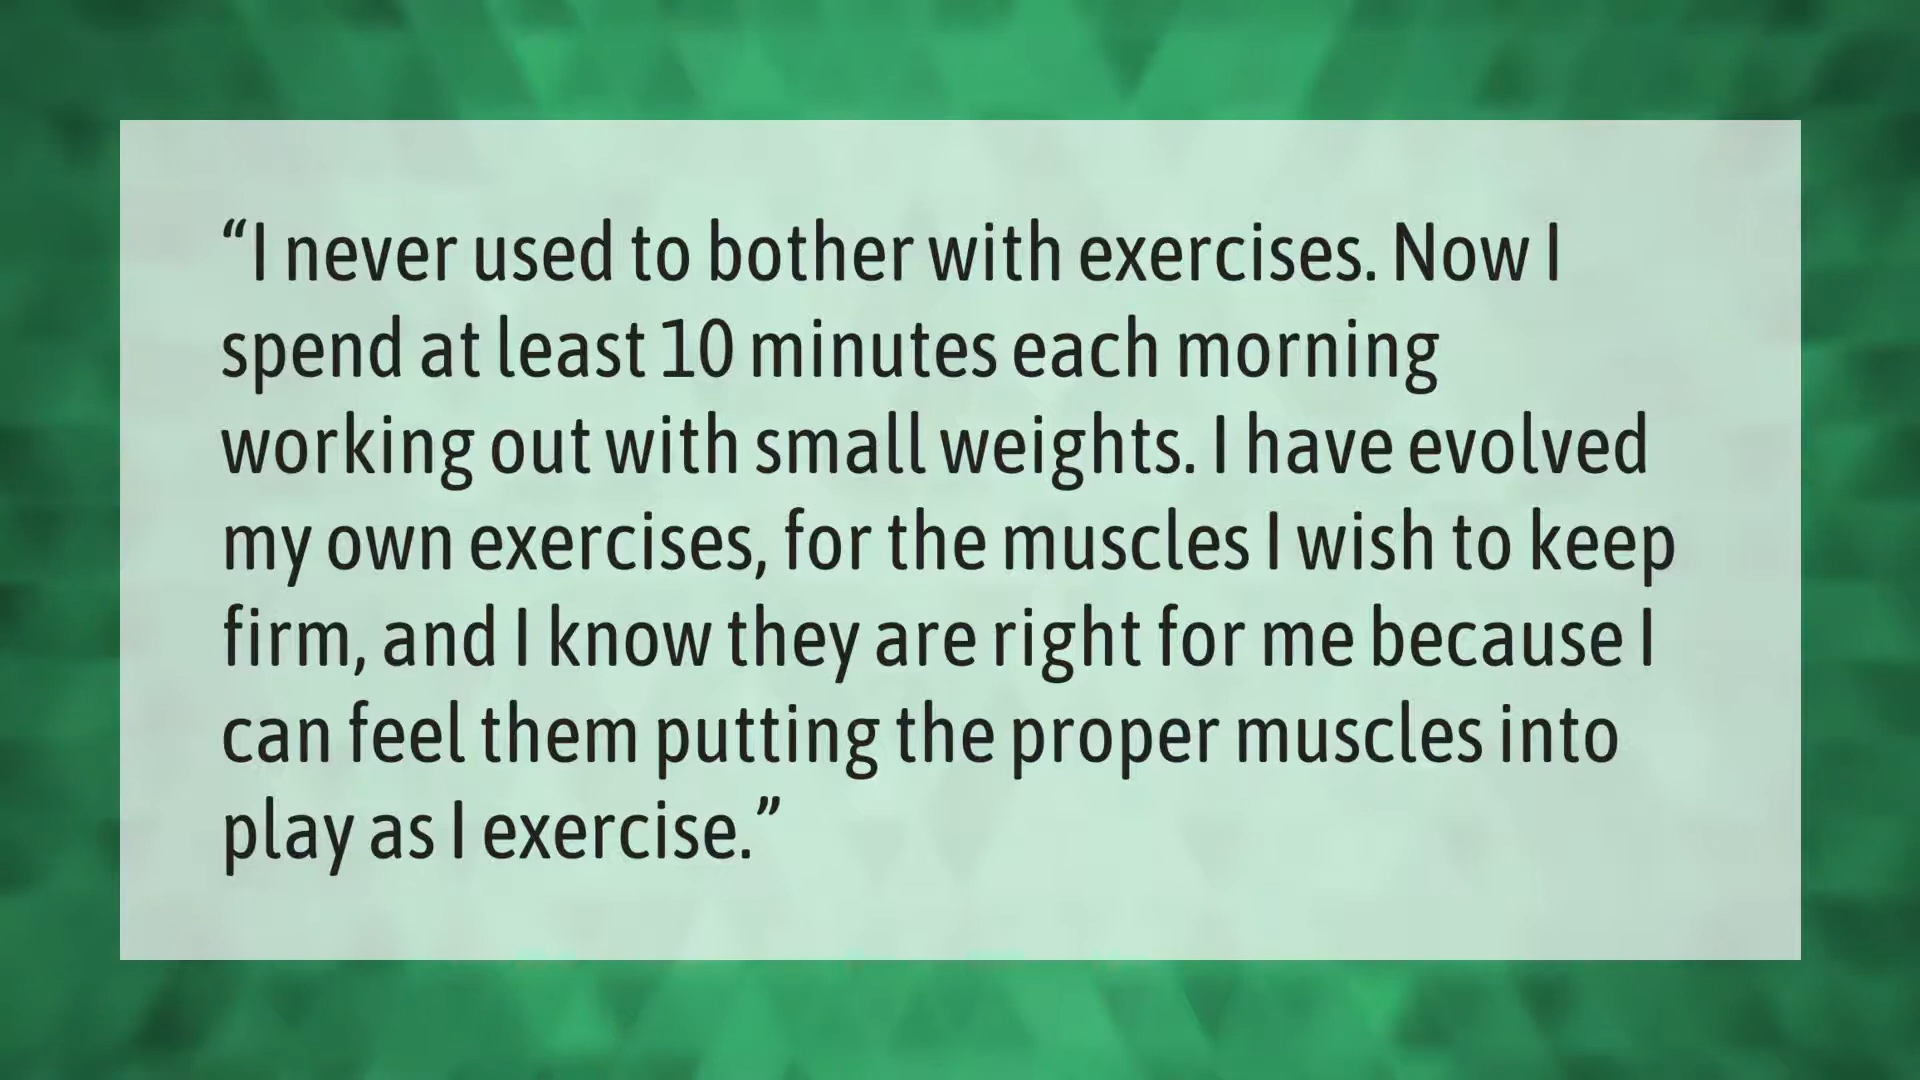 “I never used to bother with exercises. Now I
spend at least 10 minutes each morning
working out with small weights. I have evolved
my own exercises, for the muscles I wish to keep
firm, and I know they are right for me because I
can feel them putting the proper muscles into
play as I exercise.”